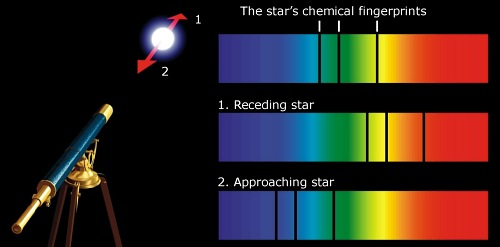 The star's chemical fingerprints
1
2
1. Receding star
2. Approaching star